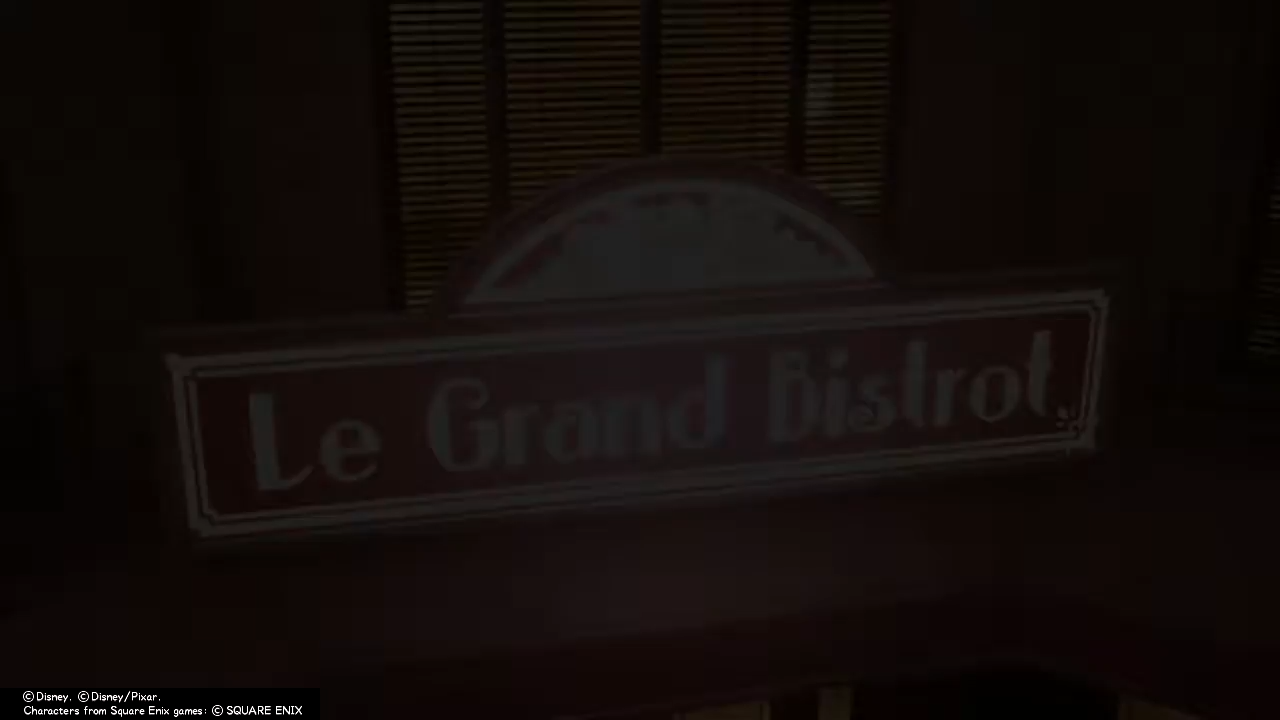 Le Grand Bistrot
©Disney. ©Disney/Pixar.
Characters from Square Enix games: © SQUARE ENIX